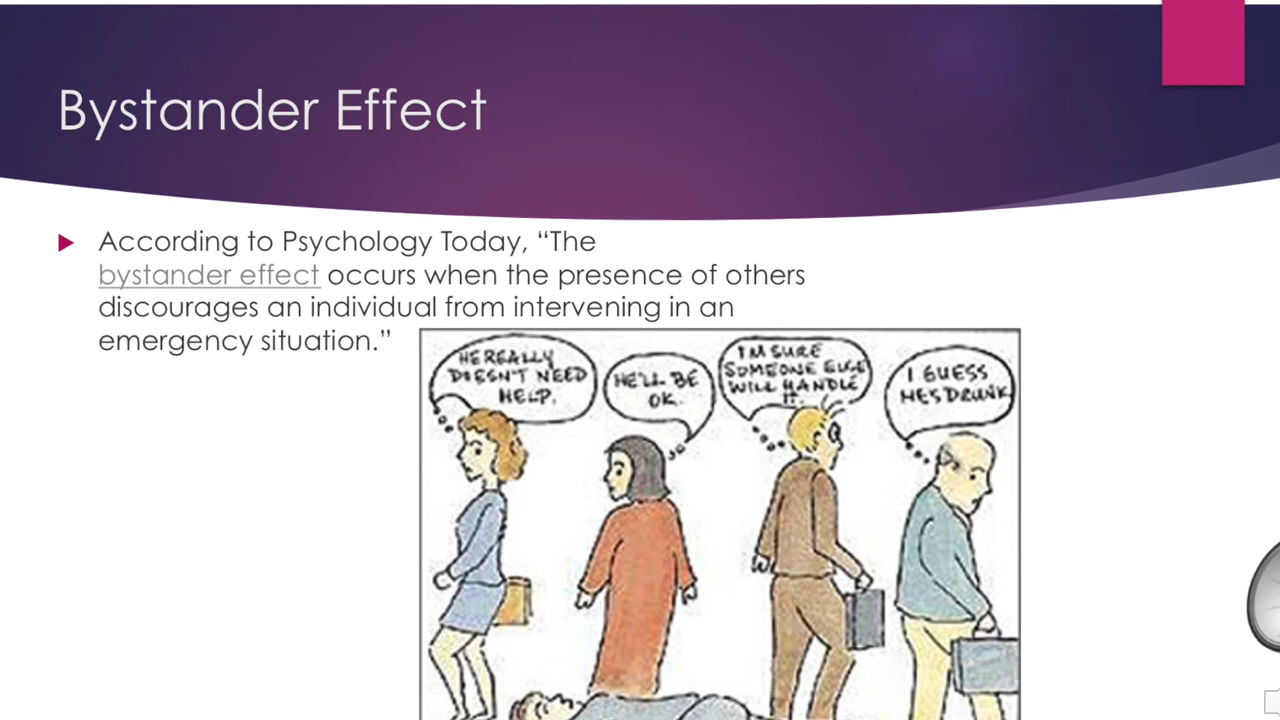 Bystander Effect
According to Psychology Today, “The
bystander effect occurs when the presence of others
discourages an individual from intervening in an
emergency situation.”
HE REALLY
DOESN'T NEED
HELP.
HE'LL BE
OK.
I'M SURE
SOMEONE ELSE
WILL HANDLE
IT.
I GUESS
HE'S DRUNK